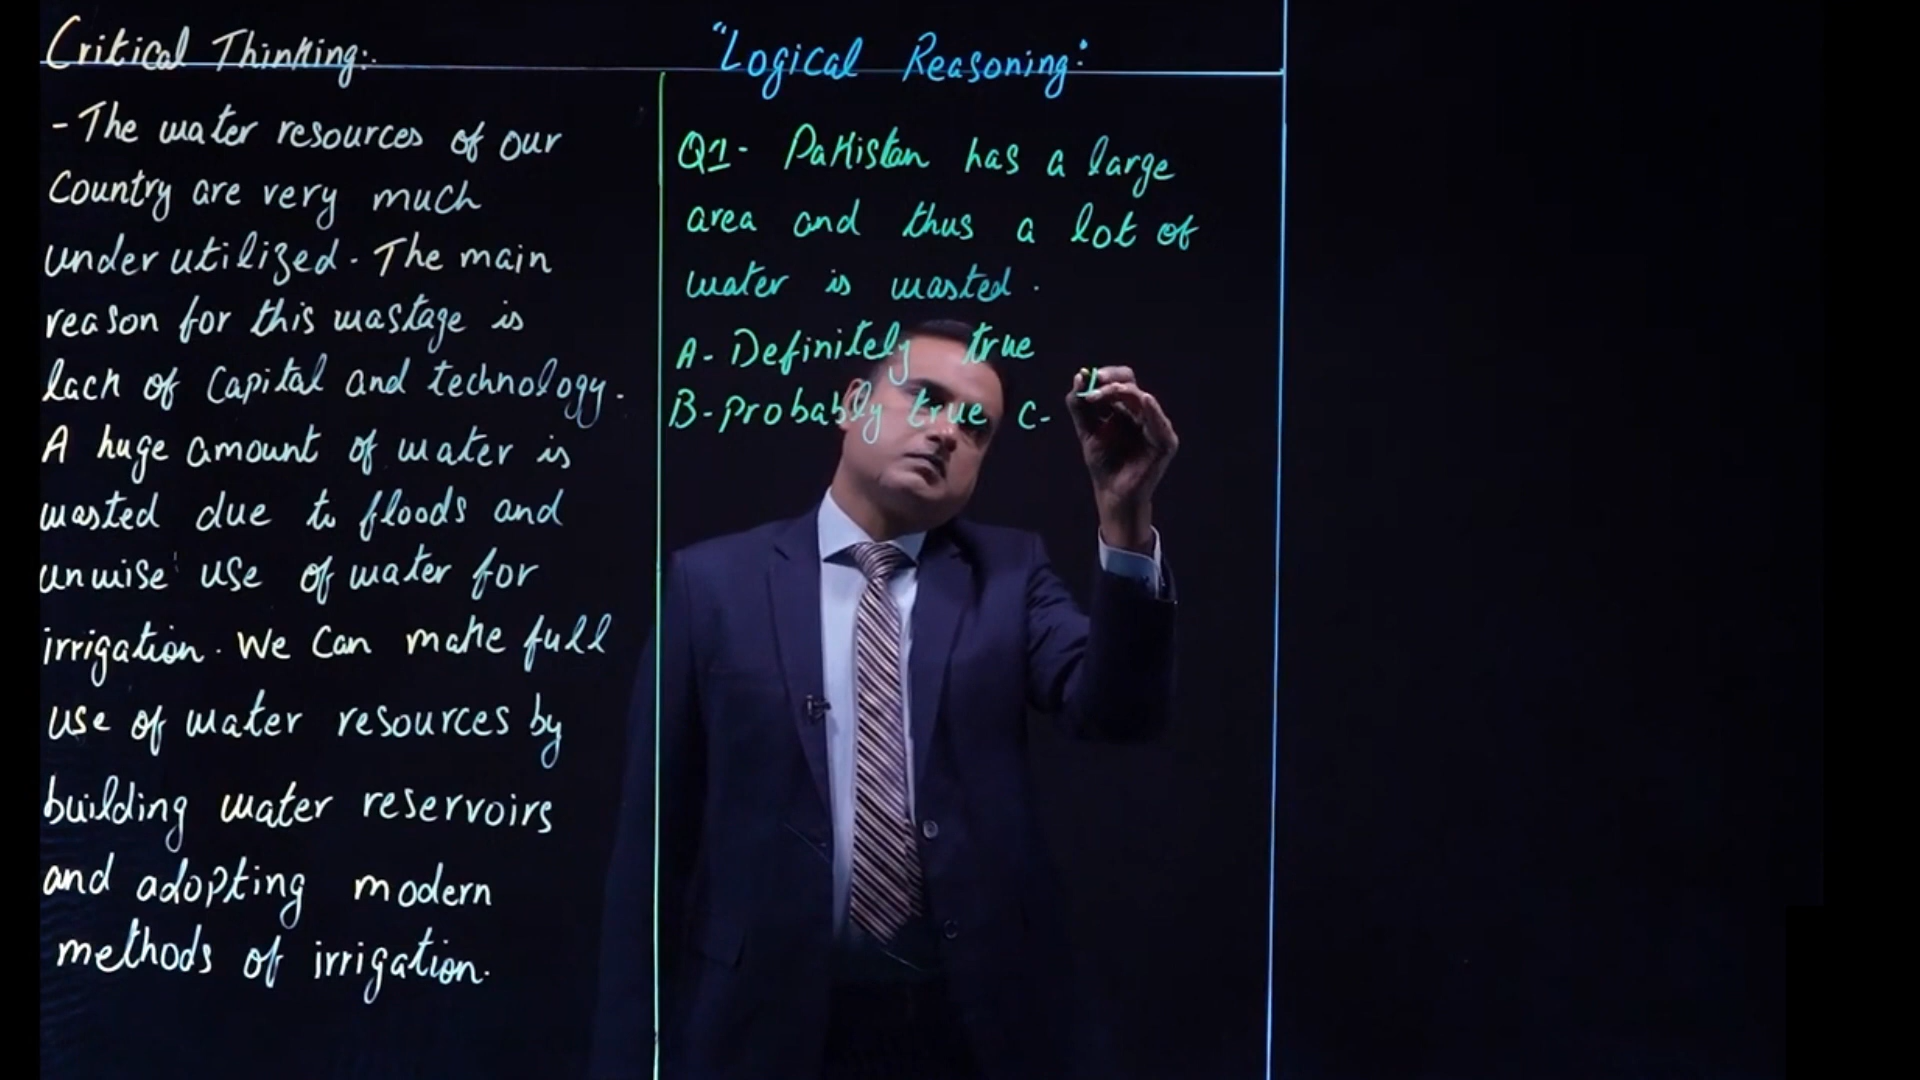 Critical Thinking:.
- The water resources of our
Country are very much
under utilized. The main
reason for this wastage is
lack of Capital and technology.
A huge amount of water is
wasted due to floods and
unwise use of water for
irrigation. We Can make full
use of water resources by
building water reservoirs
and adopting modern
methods of irrigation.
"Logical Reasoning:
Q1- Pakistan has a large
area and thus a lot of
water is wasted.
A- Definitely true
B- Probably true C-